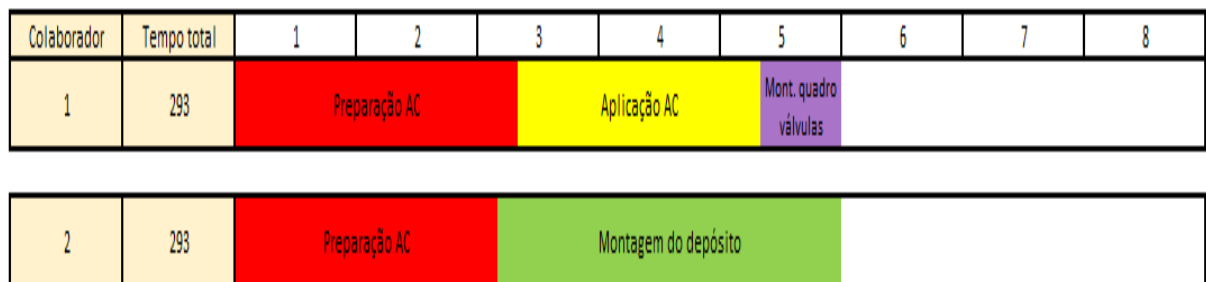 Colaborador Tempo total 1 2 3 4 5 6 7 8
1 293 Preparação AC Aplicação AC Mont. quadro
válvulas
2 293 Preparação AC Montagem do depósito